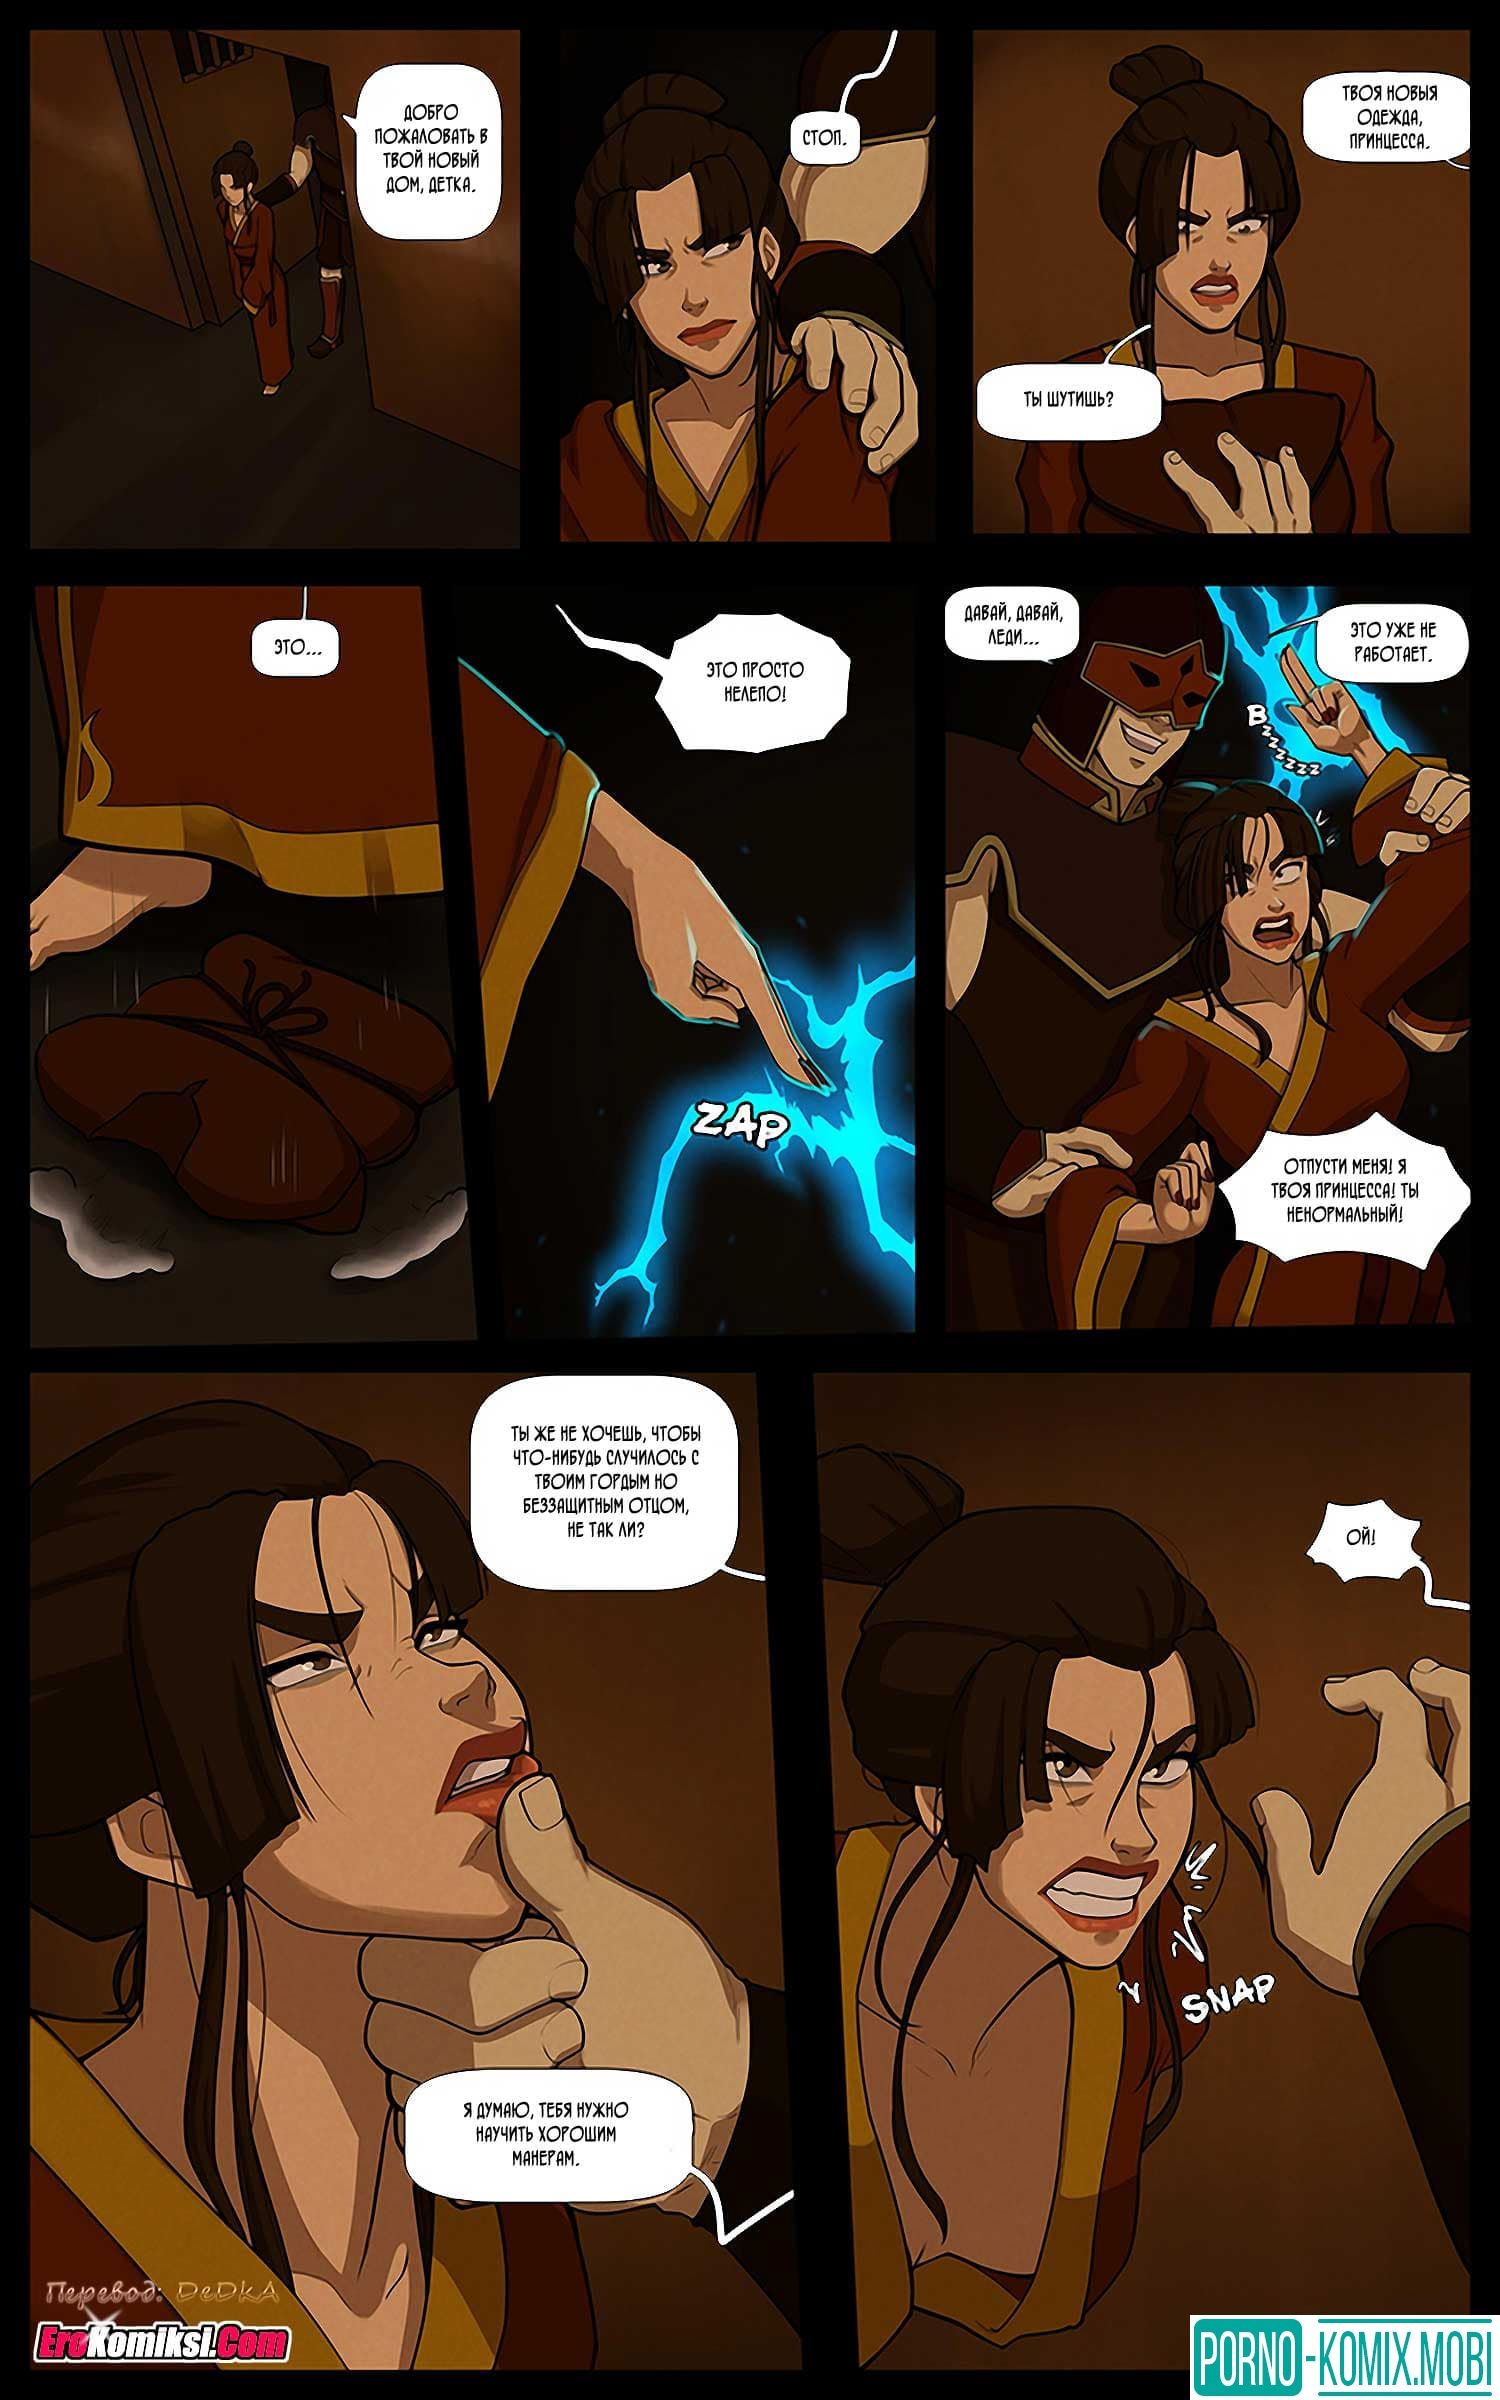 ДОБРО
ПОЖАЛОВАТЬ В
ТВОЙ НОВЫЙ
ДОМ, ДЕТКА.
СТОП.
ТВОЯ НОВЫЯ
ОДЕЖДА,
ПРИНЦЕССА.
ТЫ ШУТИШЬ?
ЭТО...
ЭТО ПРОСТО
НЕЛЕПО!
ZAP
ДАВАЙ, ДАВАЙ,
ЛЕДИ...
ЭТО УЖЕ НЕ
РАБОТАЕТ.
Bzzzzzzz
ОТПУСТИ МЕНЯ! Я
ТВОЯ ПРИНЦЕССА! ТЫ
НЕНОРМАЛЬНЫЙ!
ТЫ ЖЕ НЕ ХОЧЕШЬ, ЧТОБЫ
ЧТО-НИБУДЬ СЛУЧИЛОСЬ С
ТВОИМ ГОРДЫМ НО
БЕЗЗАЩИТНЫМ ОТЦОМ,
НЕ ТАК ЛИ?
Я ДУМАЮ, ТЕБЯ НУЖНО
НАУЧИТЬ ХОРОШИМ
МАНЕРАМ.
ОЙ!
SNAP
Перевод: DeDkA
EroKomiksI.Com
PORNO-KOMIX.MOBI